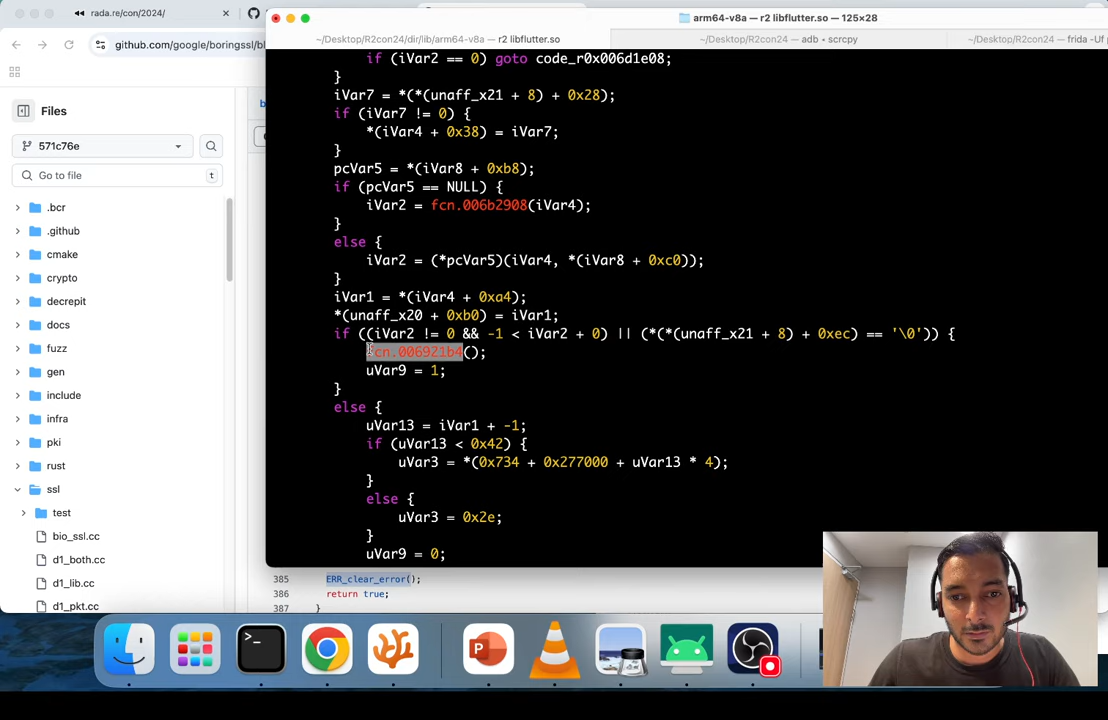 rada.re/con/2024/
arm64-v8a — r2 libflutter.so — 125×28
github.com/google/boringssl/bl
~/Desktop/R2con24/dir/lib/arm64-v8a — r2 libflutter.so
~/Desktop/R2con24 — adb • scrcpy
~/Desktop/R2con24 — frida -Uf p
Files
571c76e
Go to file
t
.bcr
.github
cmake
crypto
decrepit
docs
fuzz
gen
include
infra
pki
rust
ssl
test
bio_ssl.cc
d1_both.cc
d1_lib.cc
d1_pkt.cc
if (iVar2 == 0) goto code_r0x006d1e08;
}
iVar7 = *(*(unaff_x21 + 8) + 0x28);
if (iVar7 != 0) {
*(iVar4 + 0x38) = iVar7;
}
pcVar5 = *(iVar8 + 0xb8);
if (pcVar5 == NULL) {
iVar2 = fcn.006b2908(iVar4);
}
else {
iVar2 = (*pcVar5)(iVar4, *(iVar8 + 0xc0));
}
iVar1 = *(iVar4 + 0xa4);
*(unaff_x20 + 0xb0) = iVar1;
if ((iVar2 != 0 && -1 < iVar2 + 0) || (*(*(unaff_x21 + 8) + 0xec) == '\0')) {
fcn.006921b4();
uVar9 = 1;
}
else {
uVar13 = iVar1 + -1;
if (uVar13 < 0x42) {
uVar3 = *(0x734 + 0x277000 + uVar13 * 4);
}
else {
uVar3 = 0x2e;
}
uVar9 = 0;
385 ERR_clear_error();
386 return true;
387 }